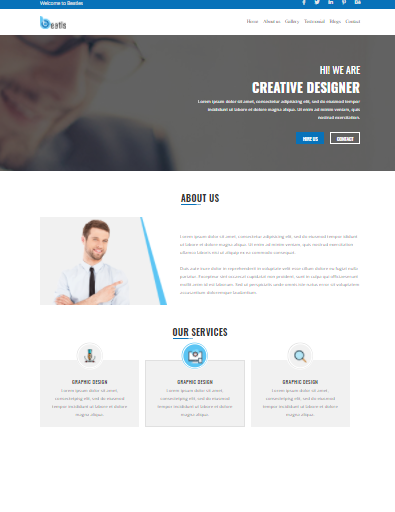 Welcome to Beetles
Beetle
Home About us Gallery Testimonial Blogs Contact
HI! WE ARE
CREATIVE DESIGNER
Lorem ipsum dolor sit amet, consectetur adipisicing elit, sed do eiusmod tempor
incididunt ut labore et dolore magna aliqua. Ut enim ad minim veniam, quis
nostrud exercitation.
HIRE US CONTACT
ABOUT US
Lorem ipsum dolor sit amet, consectetur adipisicing elit, sed do eiusmod tempor incididunt
ut labore et dolore magna aliqua. Ut enim ad minim veniam, quis nostrud exercitation
ullamco laboris nisi ut aliquip ex ea commodo consequat.
Duis aute irure dolor in reprehenderit in voluptate velit esse cillum dolore eu fugiat nulla
pariatur. Excepteur sint occaecat cupidatat non proident, sunt in culpa qui officia deserunt
mollit anim id est laborum. Sed ut perspiciatis unde omnis iste natus error sit voluptatem
accusantium doloremque laudantium.
OUR SERVICES
GRAPHIC DESIGN
Lorem ipsum dolor sit amet,
consectetur adipiscing elit, sed do eiusmod
tempor incididunt ut labore et dolore
magna aliqua.
GRAPHIC DESIGN
Lorem ipsum dolor sit amet,
consectetur adipiscing elit, sed do eiusmod
tempor incididunt ut labore et dolore
magna aliqua.
GRAPHIC DESIGN
Lorem ipsum dolor sit amet,
consectetur adipiscing elit, sed do eiusmod
tempor incididunt ut labore et dolore
magna aliqua.